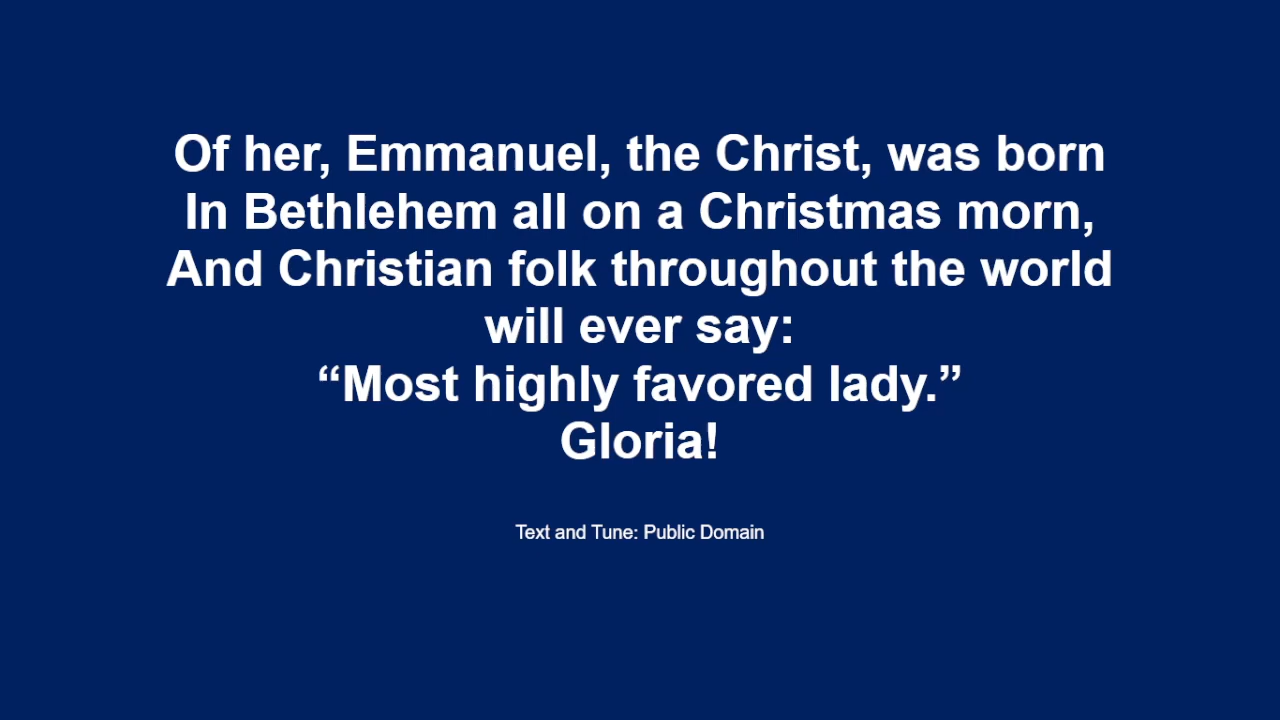 Of her, Emmanuel, the Christ, was born
In Bethlehem all on a Christmas morn,
And Christian folk throughout the world
will ever say:
“Most highly favored lady.”
Gloria!
Text and Tune: Public Domain